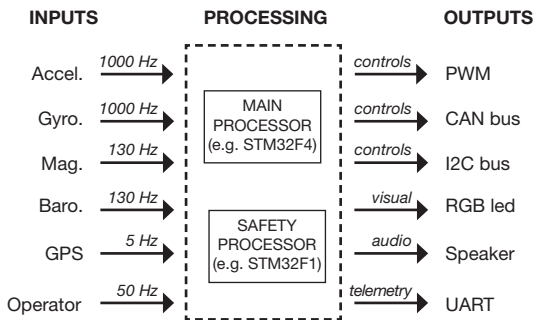 INPUTS PROCESSING OUTPUTS
Accel. 1000 Hz controls PWM
MAIN
Gyro. 1000 Hz PROCESSOR controls CAN bus
(e.g. STM32F4)
Mag. 130 Hz controls I2C bus
Baro. 130 Hz visual RGB led
SAFETY
PROCESSOR
GPS 5 Hz (e.g. STM32F1) audio Speaker
Operator 50 Hz telemetry UART